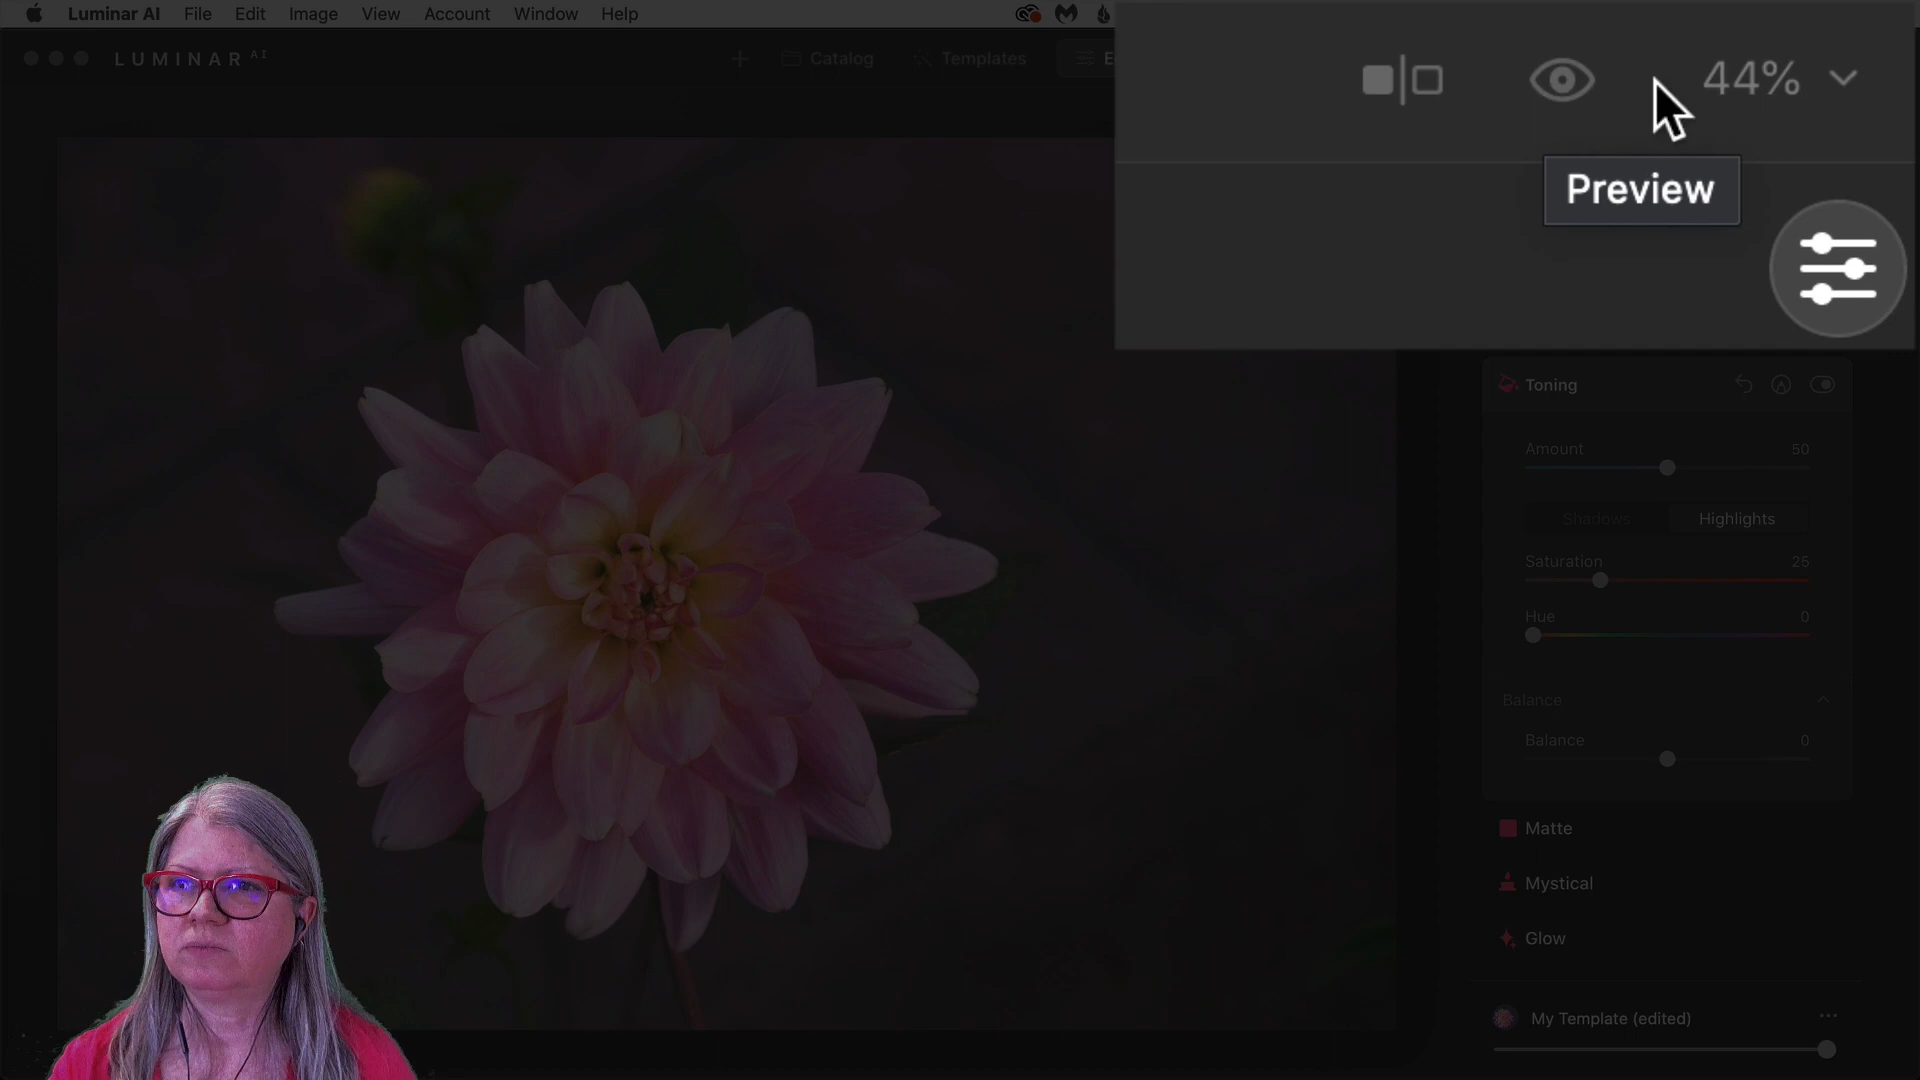 Luminar AI File Edit Image View Account Window Help
LUMINAR AI
Catalog
Templates
E
44%
Preview
Toning
Amount 50
Shadows Highlights
Saturation 25
Hue 0
Balance
Balance 0
Matte
Mystical
Glow
My Template (edited)